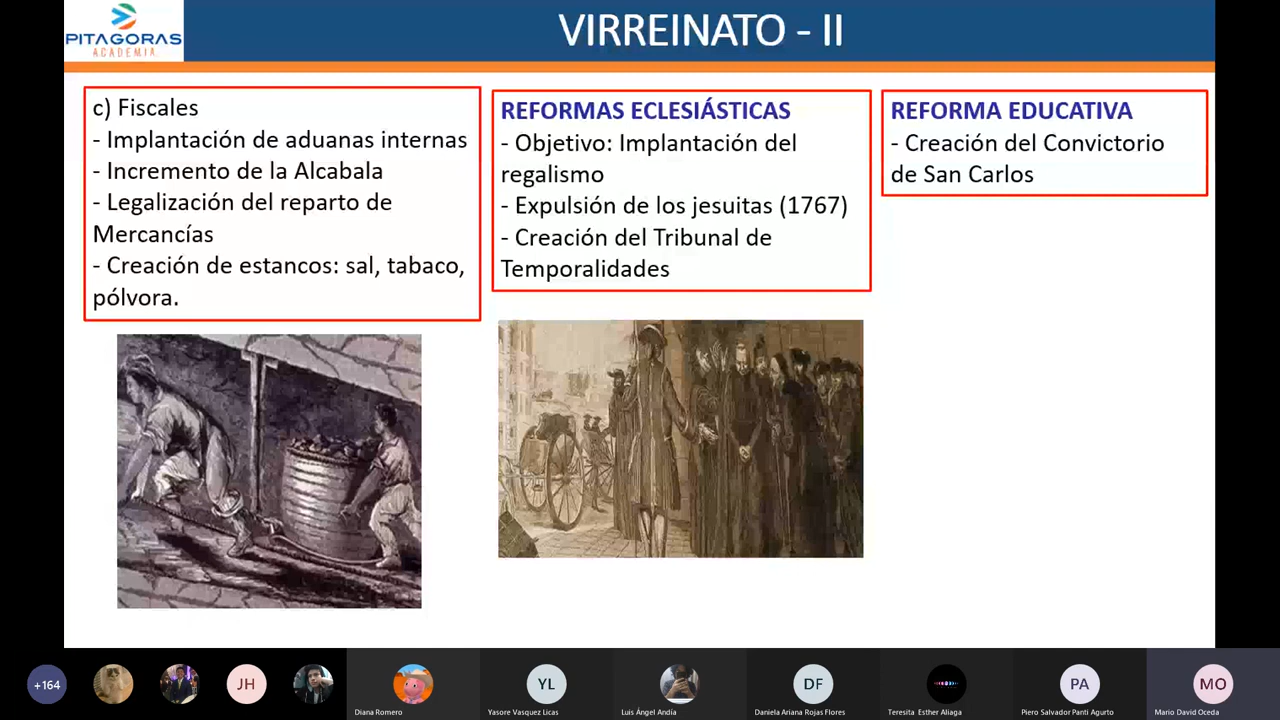 PITAGORAS
ACADEMIA
VIRREINATO - II
c) Fiscales
- Implantación de aduanas internas
- Incremento de la Alcabala
- Legalización del reparto de
Mercancías
- Creación de estancos: sal, tabaco,
pólvora.
REFORMAS ECLESIÁSTICAS
- Objetivo: Implantación del
regalismo
- Expulsión de los jesuitas (1767)
- Creación del Tribunal de
Temporalidades
REFORMA EDUCATIVA
- Creación del Convictorio
de San Carlos
+164
JH
Diana Romero
YL
Yasore Vasquez Licas
Luis Ángel Andía
DF
Daniela Ariana Rojas Flores
Teresita Esther Aliaga
PA
Piero Salvador Panti Agurto
MO
Mario David Oceda